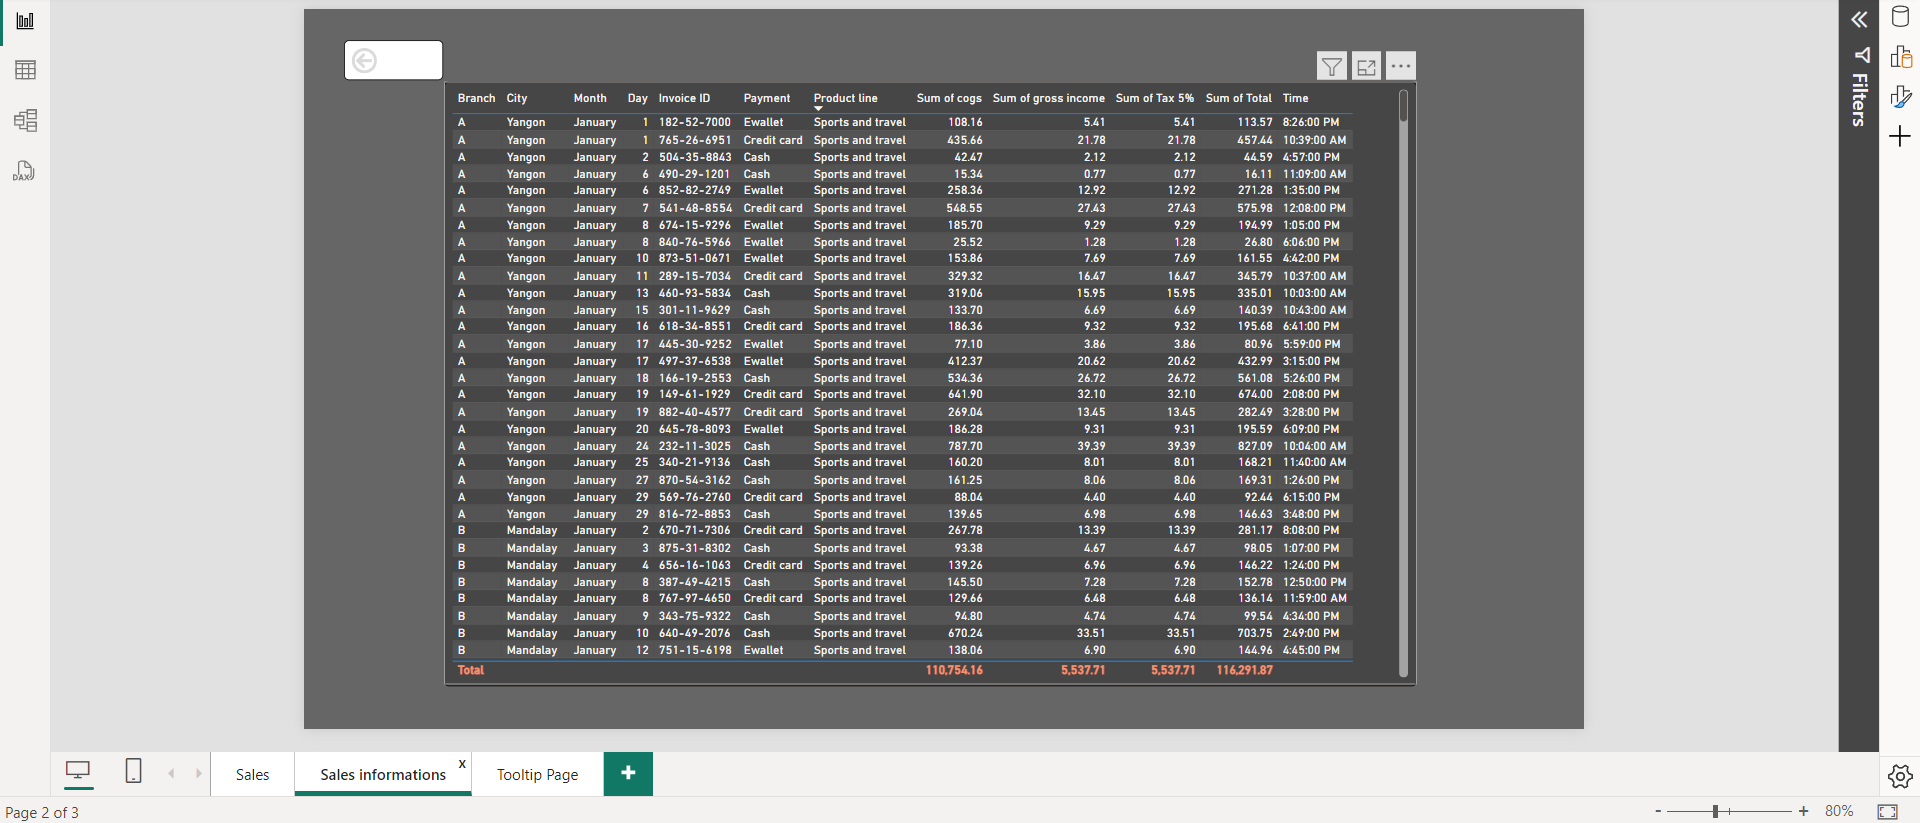 Branch City Month Day Invoice ID Payment Product line Sum of cogs Sum of gross income Sum of Tax 5% Sum of Total Time
A Yangon January 1 182-52-7000 Ewallet Sports and travel 108.16 5.41 5.41 113.57 8:26:00 PM
A Yangon January 1 765-26-6951 Credit card Sports and travel 435.66 21.78 21.78 457.44 10:39:00 AM
A Yangon January 2 504-35-8843 Cash Sports and travel 42.47 2.12 2.12 44.59 4:57:00 PM
A Yangon January 6 490-29-1201 Cash Sports and travel 15.34 0.77 0.77 16.11 11:09:00 AM
A Yangon January 6 852-82-2749 Ewallet Sports and travel 258.36 12.92 12.92 271.28 1:35:00 PM
A Yangon January 7 541-48-8554 Credit card Sports and travel 548.55 27.43 27.43 575.98 12:08:00 PM
A Yangon January 8 674-15-9296 Ewallet Sports and travel 185.70 9.29 9.29 194.99 1:05:00 PM
A Yangon January 8 840-76-5966 Ewallet Sports and travel 25.52 1.28 1.28 26.80 6:06:00 PM
A Yangon January 10 873-51-0671 Ewallet Sports and travel 153.86 7.69 7.69 161.55 4:42:00 PM
A Yangon January 11 289-15-7034 Credit card Sports and travel 329.32 16.47 16.47 345.79 10:37:00 AM
A Yangon January 13 460-93-5834 Cash Sports and travel 319.06 15.95 15.95 335.01 10:03:00 AM
A Yangon January 15 301-11-9629 Cash Sports and travel 133.70 6.69 6.69 140.39 10:43:00 AM
A Yangon January 16 618-34-8551 Credit card Sports and travel 186.36 9.32 9.32 195.68 6:41:00 PM
A Yangon January 17 445-30-9252 Ewallet Sports and travel 77.10 3.86 3.86 80.96 5:59:00 PM
A Yangon January 17 497-37-6538 Ewallet Sports and travel 412.37 20.62 20.62 432.99 3:15:00 PM
A Yangon January 18 166-19-2553 Cash Sports and travel 534.36 26.72 26.72 561.08 5:26:00 PM
A Yangon January 19 149-61-1929 Credit card Sports and travel 641.90 32.10 32.10 674.00 2:08:00 PM
A Yangon January 19 882-40-4577 Credit card Sports and travel 269.04 13.45 13.45 282.49 3:28:00 PM
A Yangon January 20 645-78-8093 Ewallet Sports and travel 186.28 9.31 9.31 195.59 6:09:00 PM
A Yangon January 24 232-11-3025 Cash Sports and travel 787.70 39.39 39.39 827.09 10:04:00 AM
A Yangon January 25 340-21-9136 Cash Sports and travel 160.20 8.01 8.01 168.21 11:40:00 AM
A Yangon January 27 870-54-3162 Cash Sports and travel 161.25 8.06 8.06 169.31 1:26:00 PM
A Yangon January 29 569-76-2760 Credit card Sports and travel 88.04 4.40 4.40 92.44 6:15:00 PM
A Yangon January 29 816-72-8853 Cash Sports and travel 139.65 6.98 6.98 146.63 3:48:00 PM
B Mandalay January 2 670-71-7306 Credit card Sports and travel 267.78 13.39 13.39 281.17 8:08:00 PM
B Mandalay January 3 875-31-8302 Cash Sports and travel 93.38 4.67 4.67 98.05 1:07:00 PM
B Mandalay January 4 656-16-1063 Credit card Sports and travel 139.26 6.96 6.96 146.22 1:24:00 PM
B Mandalay January 8 387-49-4215 Cash Sports and travel 145.50 7.28 7.28 152.78 12:50:00 PM
B Mandalay January 8 767-97-4650 Credit card Sports and travel 129.66 6.48 6.48 136.14 11:59:00 AM
B Mandalay January 9 343-75-9322 Cash Sports and travel 94.80 4.74 4.74 99.54 4:34:00 PM
B Mandalay January 10 640-49-2076 Cash Sports and travel 670.24 33.51 33.51 703.75 2:49:00 PM
B Mandalay January 12 751-15-6198 Ewallet Sports and travel 138.06 6.90 6.90 144.96 4:45:00 PM
Total 110,754.16 5,537.71 5,537.71 116,291.87
Filters
DAX
Sales
Sales informations x
Tooltip Page
+
Page 2 of 3
- + 80%